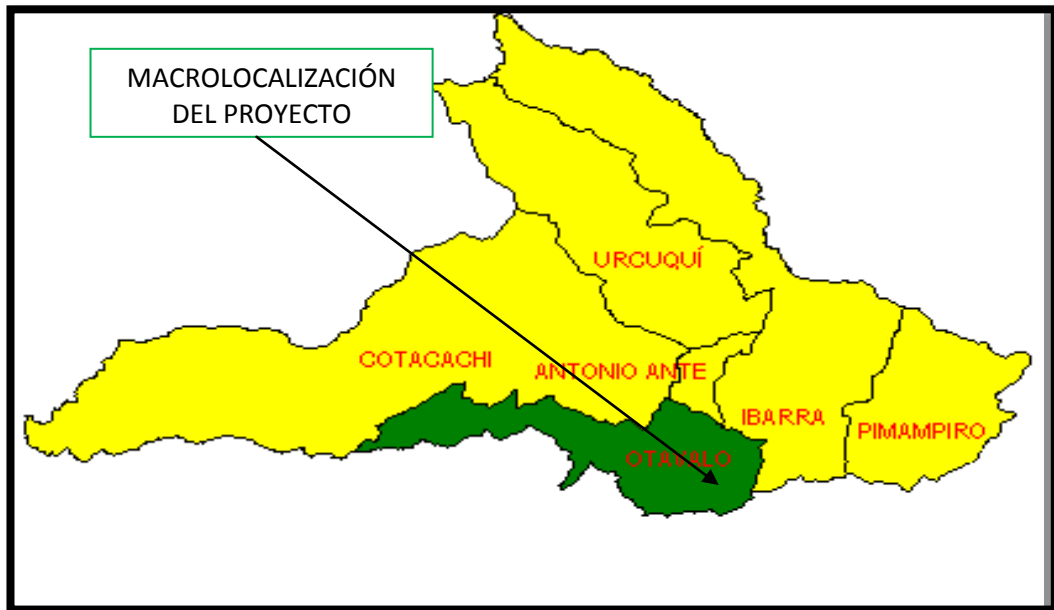 MACROLOCALIZACIÓN
DEL PROYECTO
URCUQUÍ
COTACACHI
ANTONIO ANTE
IBARRA
PIMAMPIRO
OTAVALO